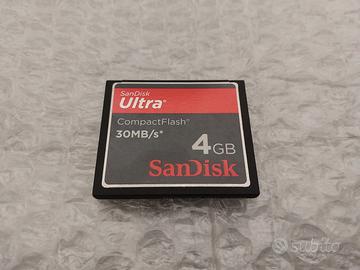 SanDisk
Ultra®
CompactFlash®
30MB/s*
4GB
SanDisk
subito